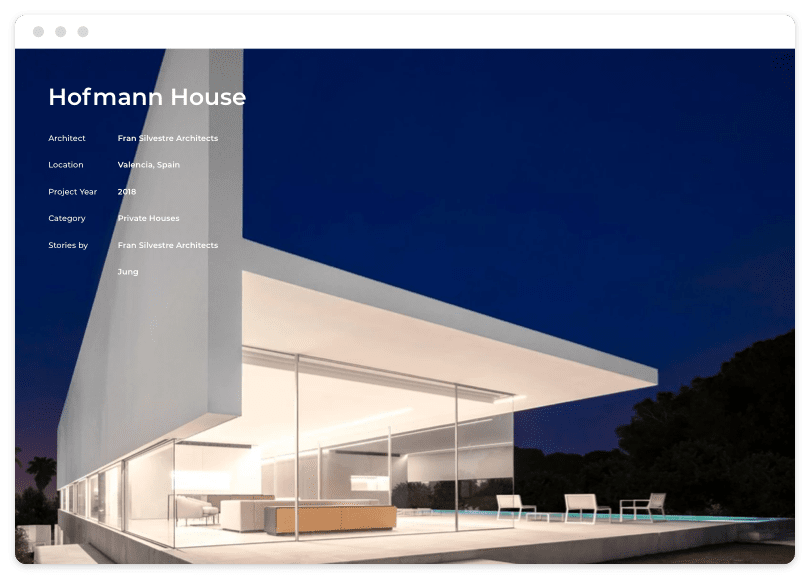 Hofmann House
Architect Fran Silvestre Architects
Location Valencia, Spain
Project Year 2018
Category Private Houses
Stories by Fran Silvestre Architects
Jung